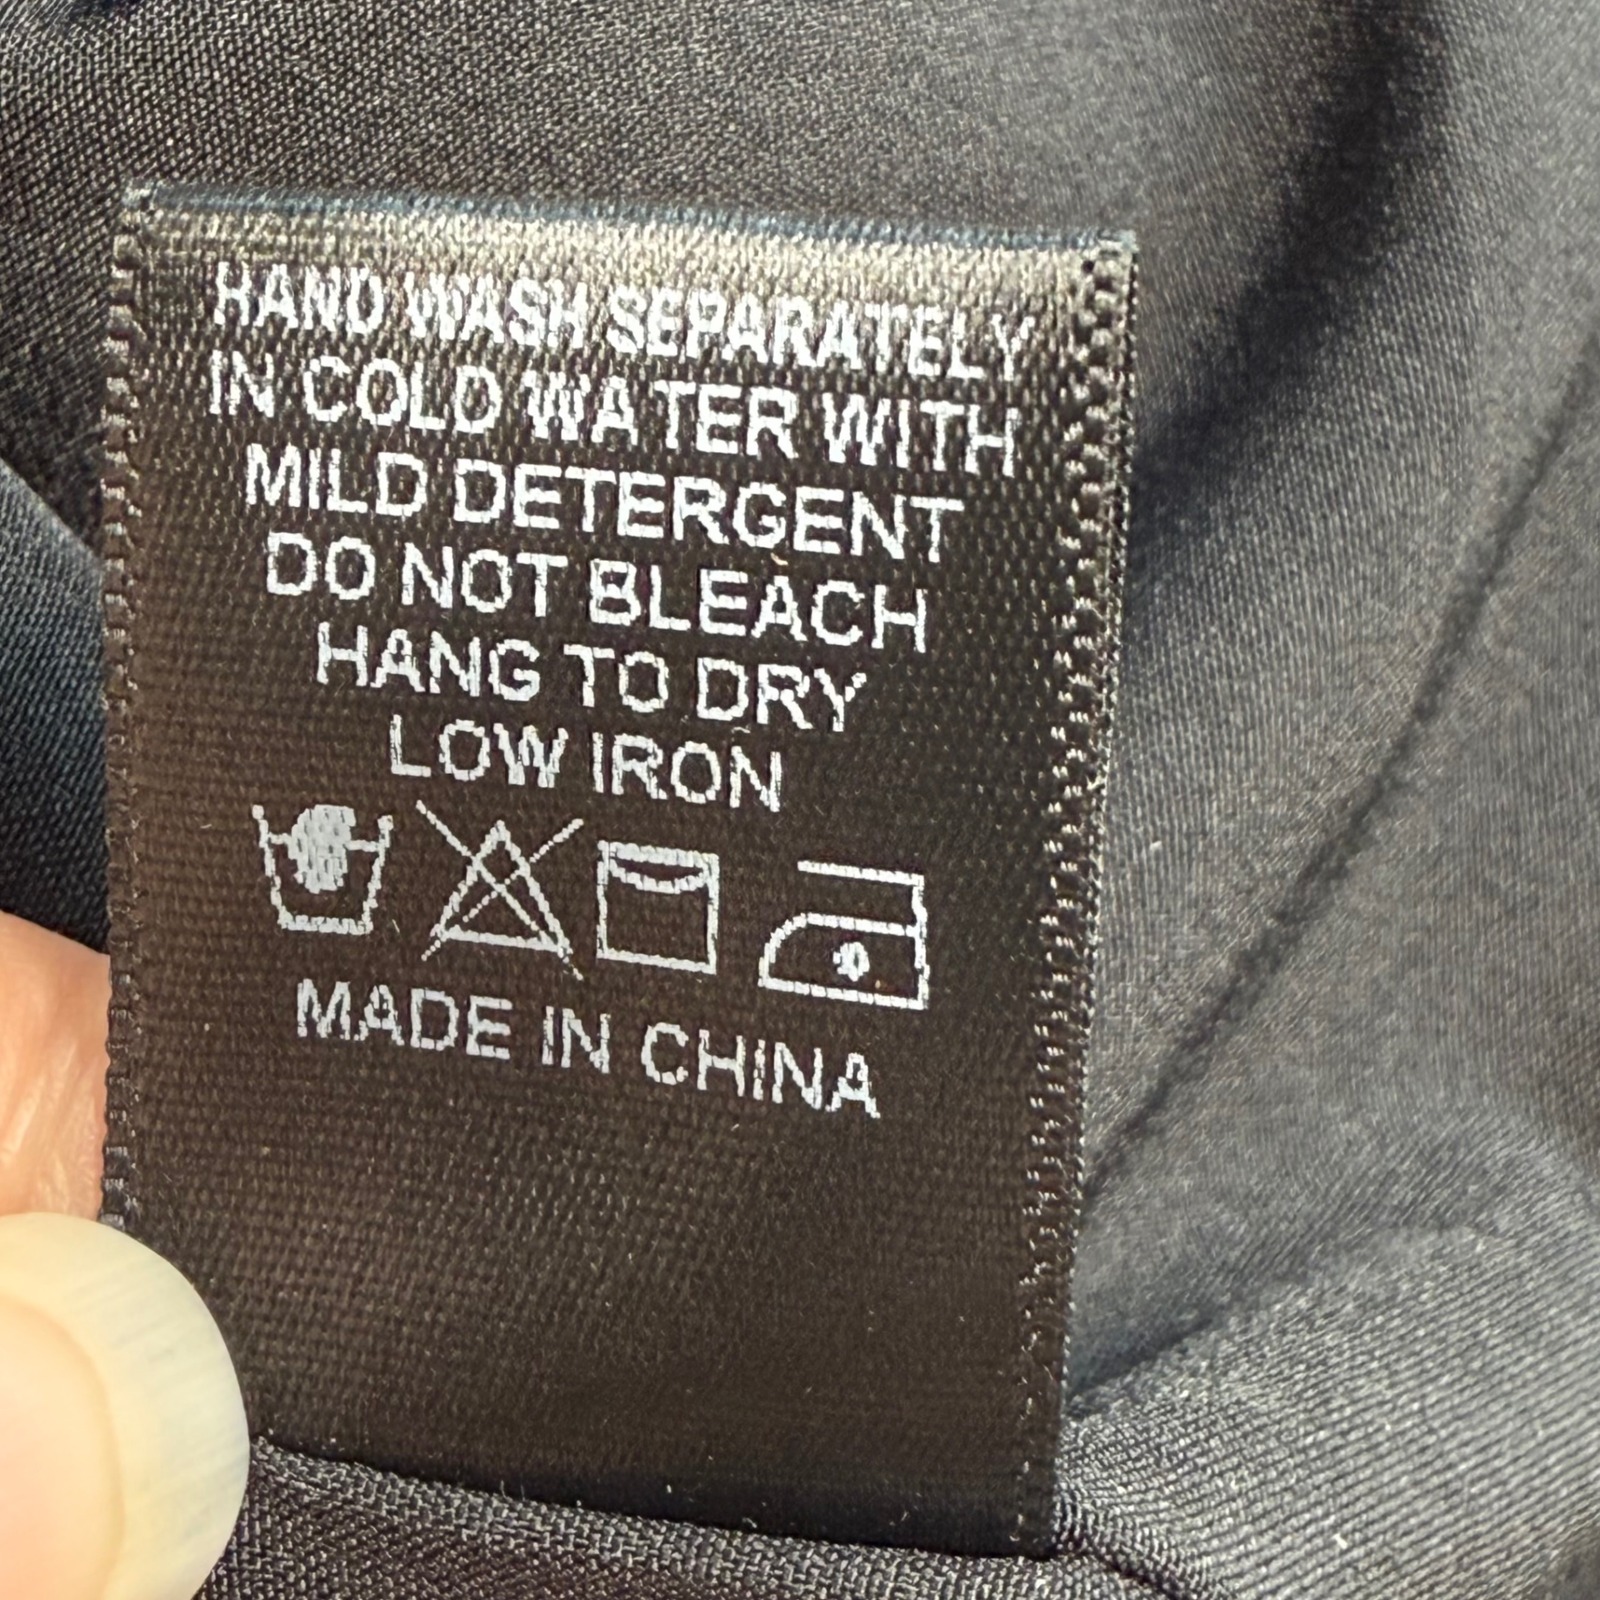 HAND WASH SEPARATELY
IN COLD WATER WITH
MILD DETERGENT
DO NOT BLEACH
HANG TO DRY
LOW IRON
MADE IN CHINA